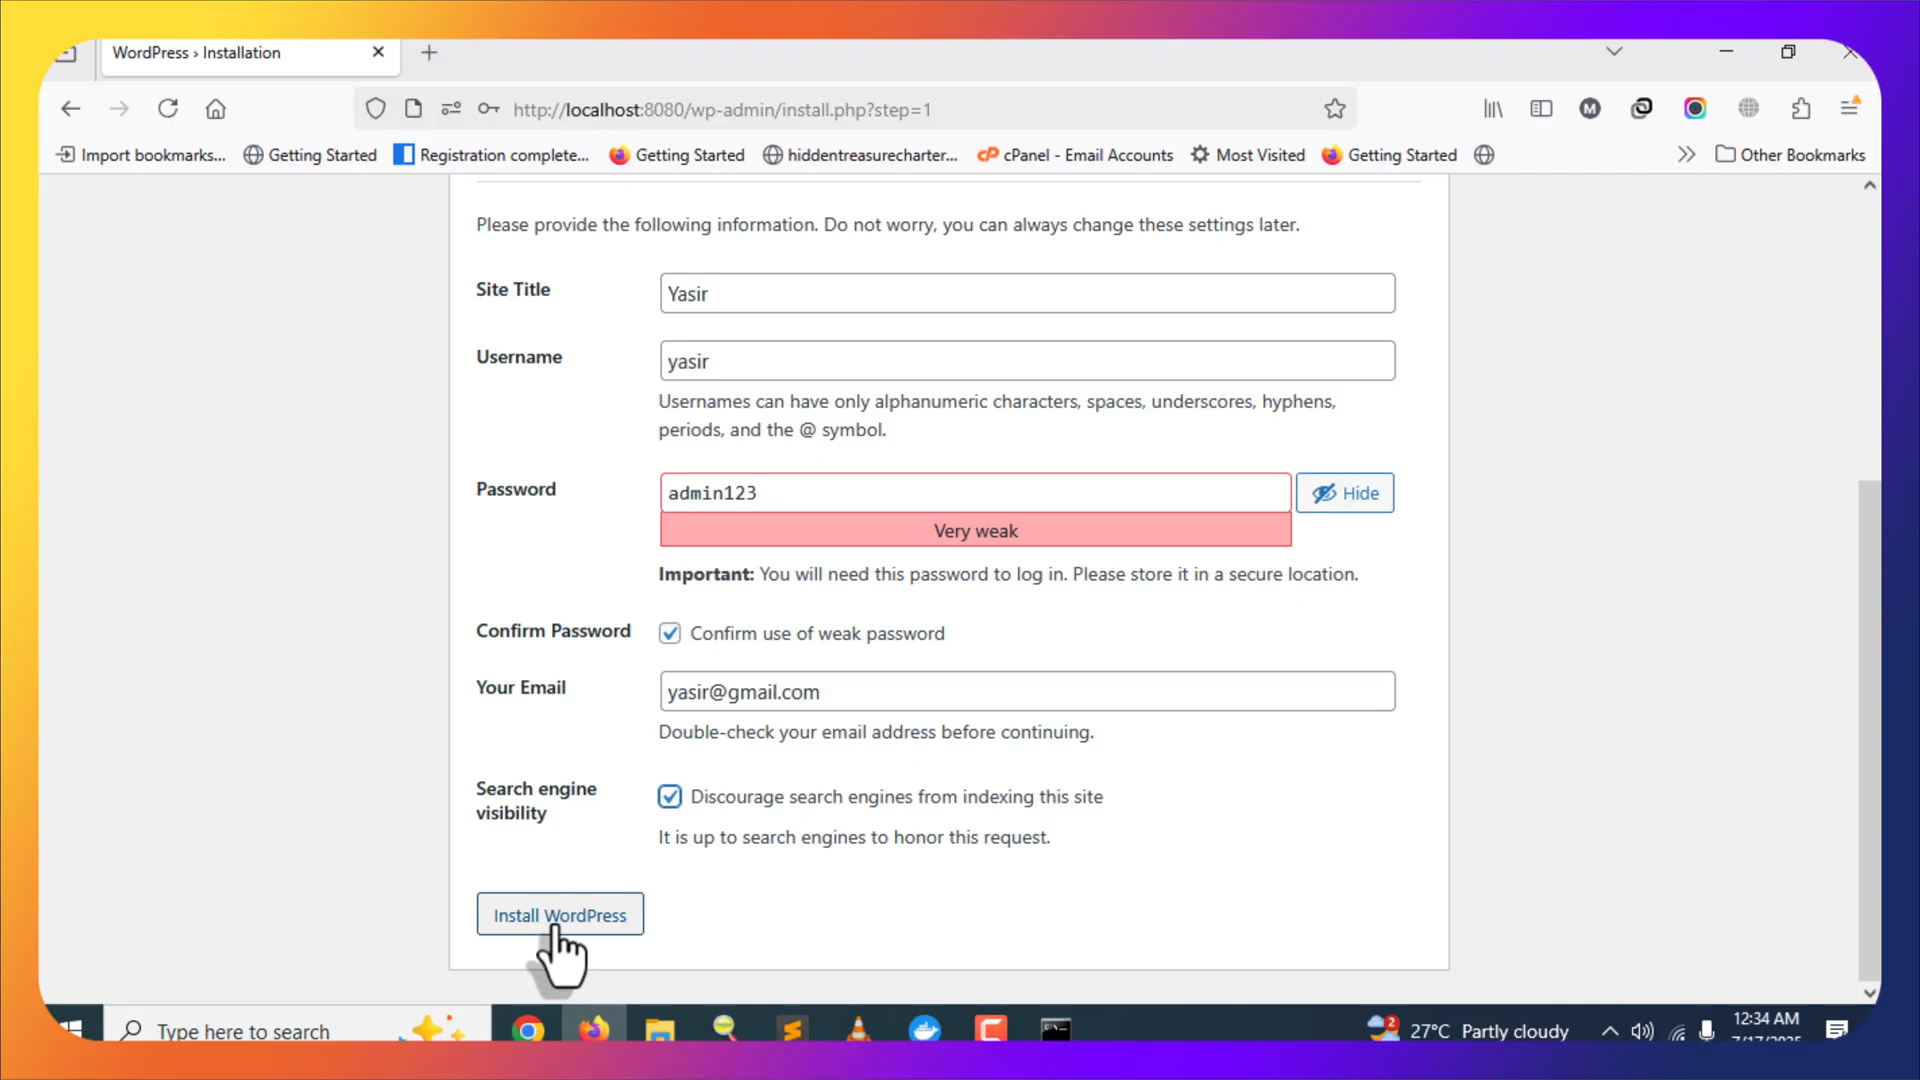 WordPress › Installation
http://localhost:8080/wp-admin/install.php?step=1
Import bookmarks...
Getting Started
Registration complete...
Getting Started
hiddentreasurecharter...
cPanel - Email Accounts
Most Visited
Getting Started
Other Bookmarks
Please provide the following information. Do not worry, you can always change these settings later.
Site Title
Yasir
Username
yasir
Usernames can have only alphanumeric characters, spaces, underscores, hyphens,
periods, and the @ symbol.
Password
admin123
Hide
Very weak
Important: You will need this password to log in. Please store it in a secure location.
Confirm Password
Confirm use of weak password
Your Email
yasir@gmail.com
Double-check your email address before continuing.
Search engine
visibility
Discourage search engines from indexing this site
It is up to search engines to honor this request.
Install WordPress
Type here to search
2
27°C Partly cloudy
12:34 AM
7/17/2025